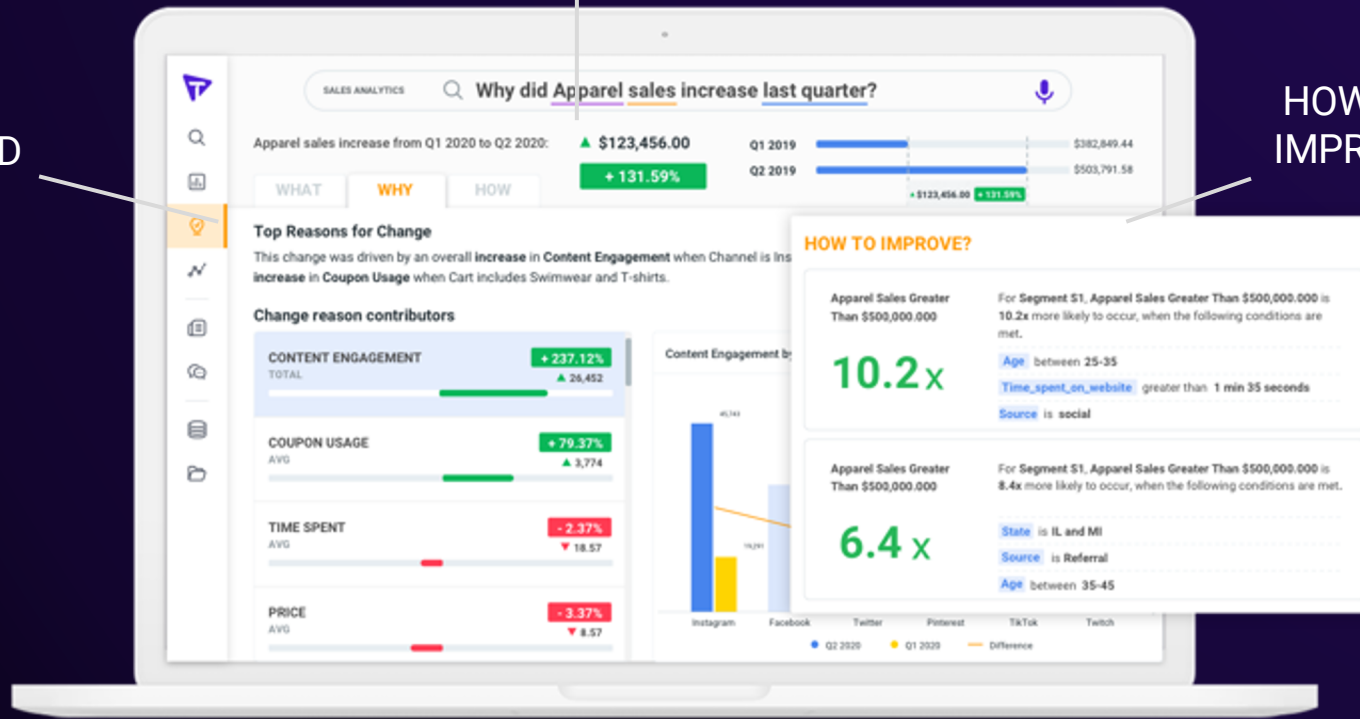 D
HOW
IMPR
SALES ANALYTICS
Why did Apparel sales increase last quarter?
Apparel sales increase from Q1 2020 to Q2 2020:
$123,456.00
+ 131.59%
Q1 2019
$382,849.44
Q2 2019
$503,791.58
+$123,456.00 +131.59%
WHAT
WHY
HOW
Top Reasons for Change
This change was driven by an overall increase in Content Engagement when Channel is Ins
increase in Coupon Usage when Cart includes Swimwear and T-shirts.
Change reason contributors
CONTENT ENGAGEMENT
TOTAL
+ 237.12%
26,452
COUPON USAGE
AVG
+ 79.37%
3,774
TIME SPENT
AVG
- 2.37%
18.57
PRICE
AVG
- 3.37%
8.57
Content Engagement by
45,743
19,291
Instagram Facebook Twitter Pinterest TikTok Twitch
Q2 2020 Q1 2020 Difference
HOW TO IMPROVE?
Apparel Sales Greater
Than $500,000.000
10.2x
For Segment S1, Apparel Sales Greater Than $500,000.000 is
10.2x more likely to occur, when the following conditions are
met.
Age between 25-35
Time_spent_on_website greater than 1 min 35 seconds
Source is social
Apparel Sales Greater
Than $500,000.000
6.4 x
For Segment S1, Apparel Sales Greater Than $500,000.000 is
8.4x more likely to occur, when the following conditions are met.
State is IL and MI
Source is Referral
Age between 35-45